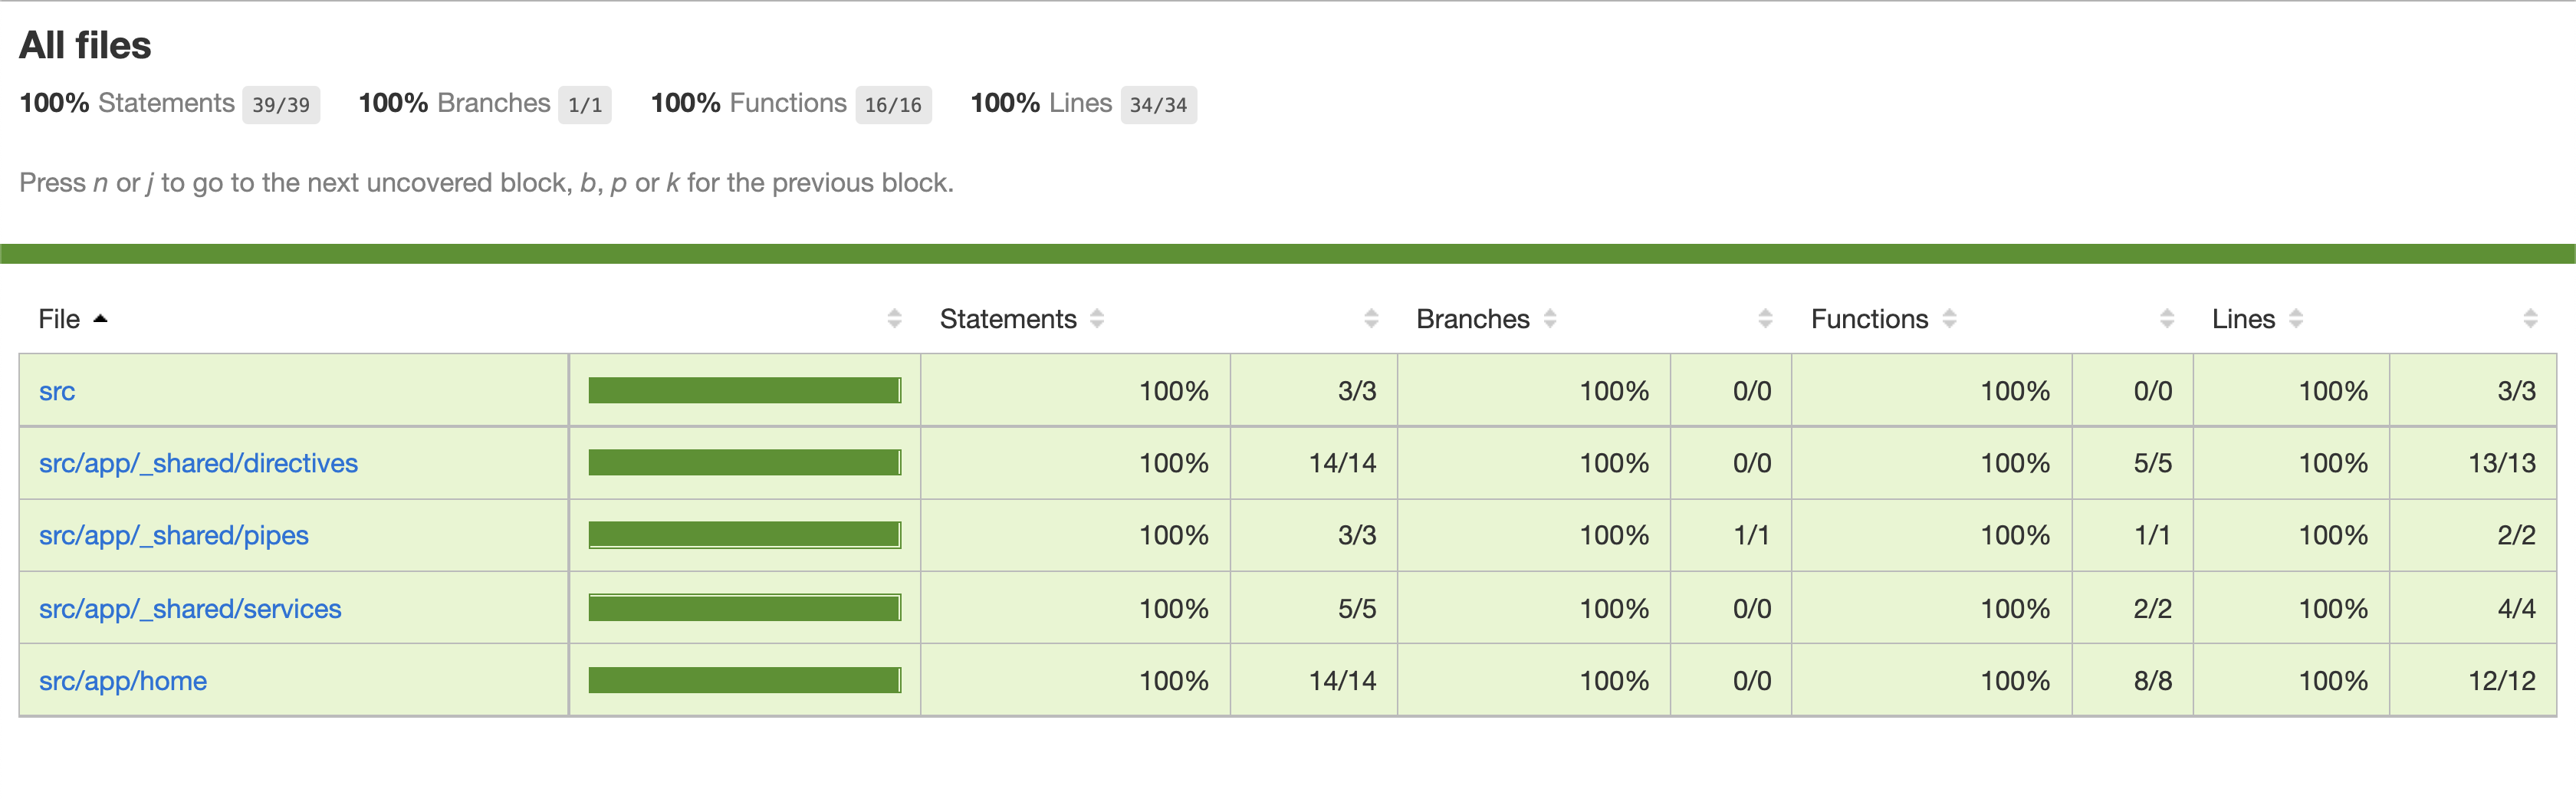 All files
100% Statements 39/39 100% Branches 1/1 100% Functions 16/16 100% Lines 34/34
Press n or j to go to the next uncovered block, b, p or k for the previous block.
File Statements Branches Functions Lines
src 100% 3/3 100% 0/0 100% 0/0 100% 3/3
src/app/_shared/directives 100% 14/14 100% 0/0 100% 5/5 100% 13/13
src/app/_shared/pipes 100% 3/3 100% 1/1 100% 1/1 100% 2/2
src/app/_shared/services 100% 5/5 100% 0/0 100% 2/2 100% 4/4
src/app/home 100% 14/14 100% 0/0 100% 8/8 100% 12/12